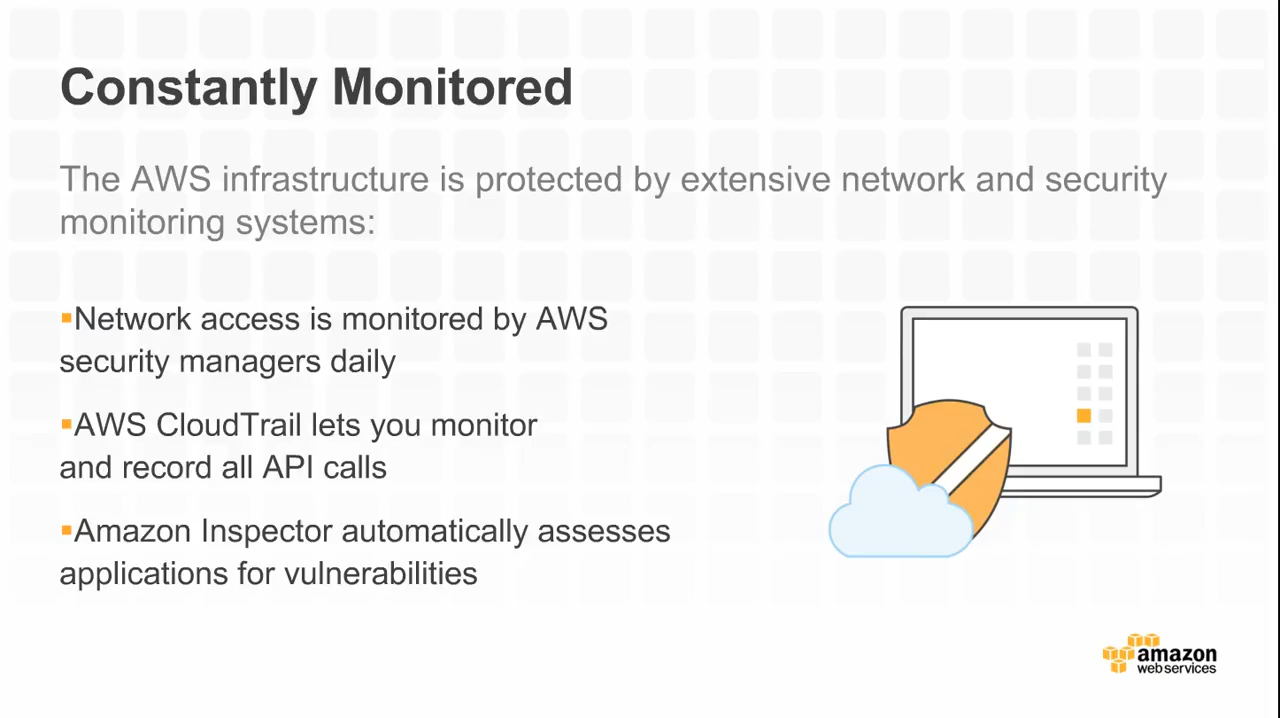 Constantly Monitored
The AWS infrastructure is protected by extensive network and security
monitoring systems:
▪Network access is monitored by AWS
security managers daily
▪AWS CloudTrail lets you monitor
and record all API calls
▪Amazon Inspector automatically assesses
applications for vulnerabilities
amazon
webservices